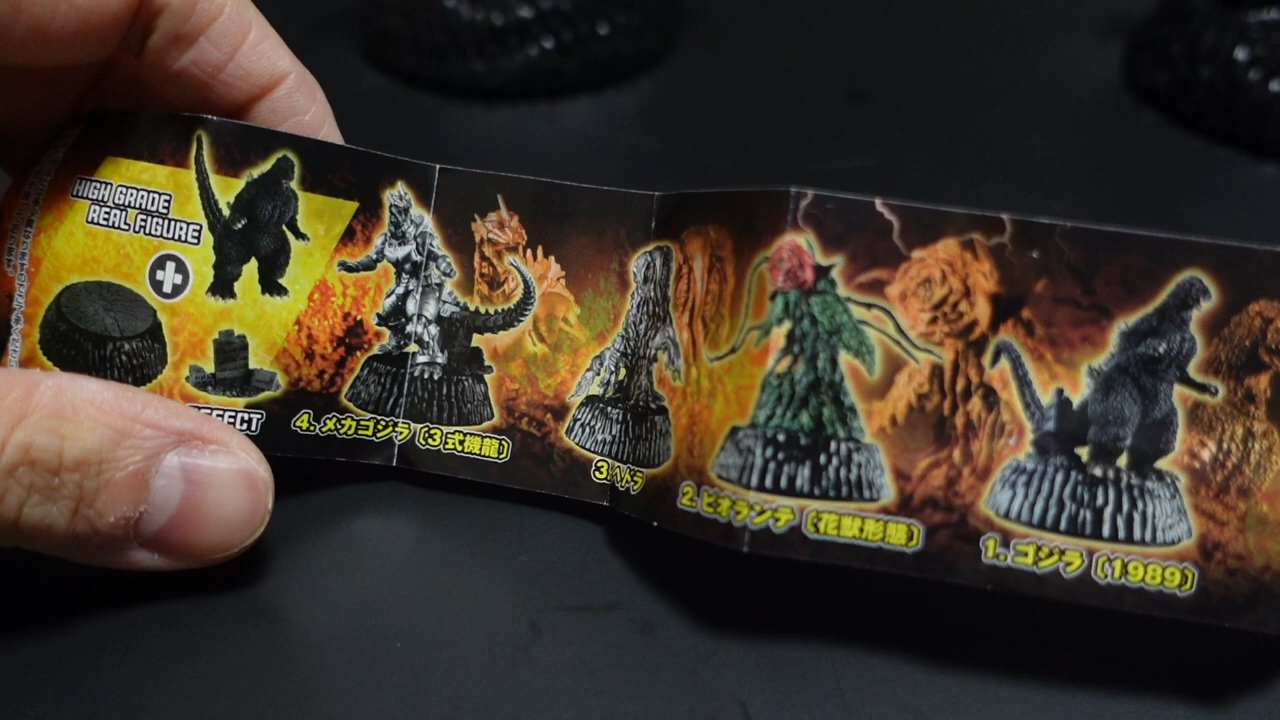 HIGH GRADE
REAL FIGURE
4. メカゴジラ〔3式機龍〕
3.ヘドラ
2. ビオランテ〔花獣形態〕
1. ゴジラ〔1989〕